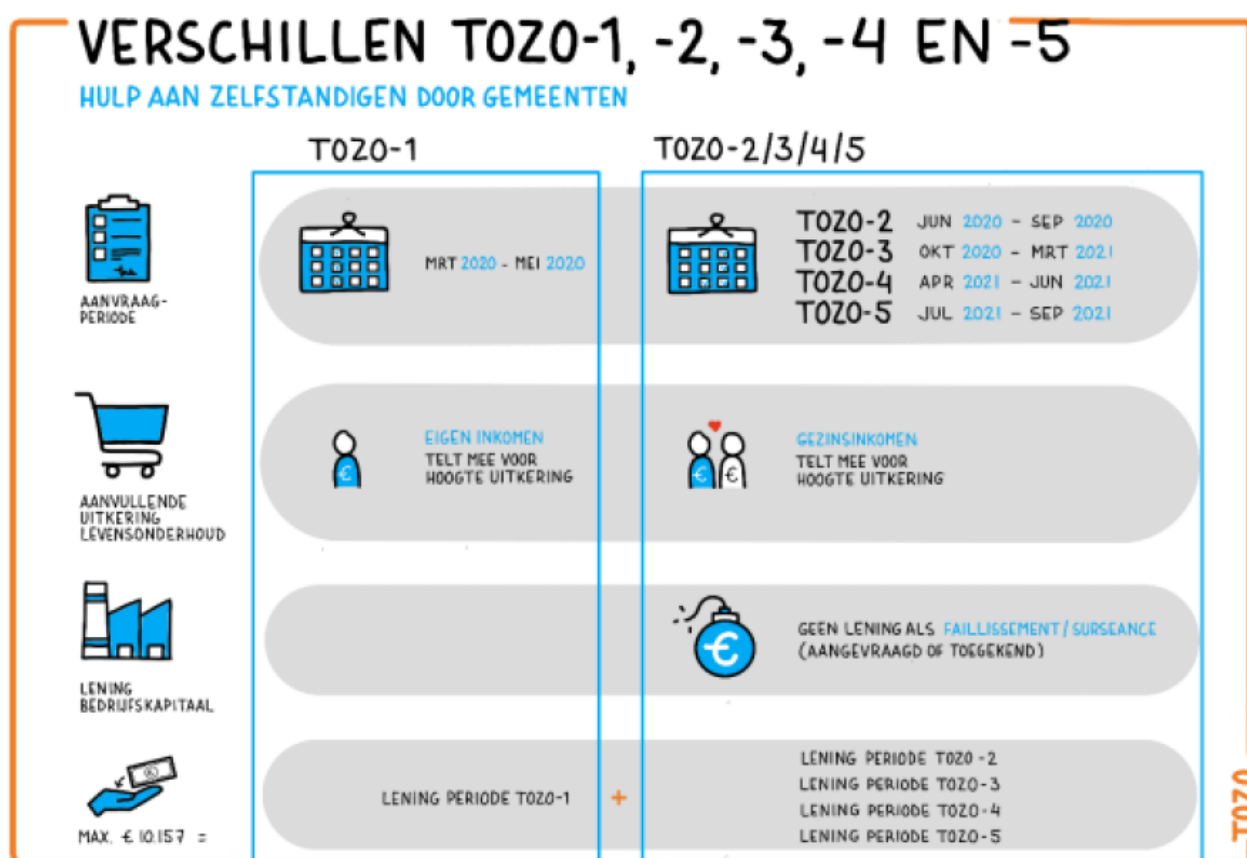 VERSCHILLEN TOZO-1, -2, -3, -4 EN -5
HULP AAN ZELFSTANDIGEN DOOR GEMEENTEN
TOZO-1
TOZO-2/3/4/5
AANVRAAG-
PERIODE
MRT 2020 - MEI 2020
TOZO-2 JUN 2020 - SEP 2020
TOZO-3 OKT 2020 - MRT 2021
TOZO-4 APR 2021 - JUN 2021
TOZO-5 JUL 2021 - SEP 2021
AANVULLENDE
UITKERING
LEVENSONDERHOUD
EIGEN INKOMEN
TELT MEE VOOR
HOOGTE UITKERING
€
GEZINSINKOMEN
TELT MEE VOOR
HOOGTE UITKERING
€ €
LENING
BEDRIJFSKAPITAAL
€
GEEN LENING ALS FAILLISSEMENT/SURSEANCE
(AANGEVRAAGD OF TOEGEKEND)
MAX. € 10.157 =
LENING PERIODE TOZO-1
+
LENING PERIODE TOZO-2
LENING PERIODE TOZO-3
LENING PERIODE TOZO-4
LENING PERIODE TOZO-5
TOZO